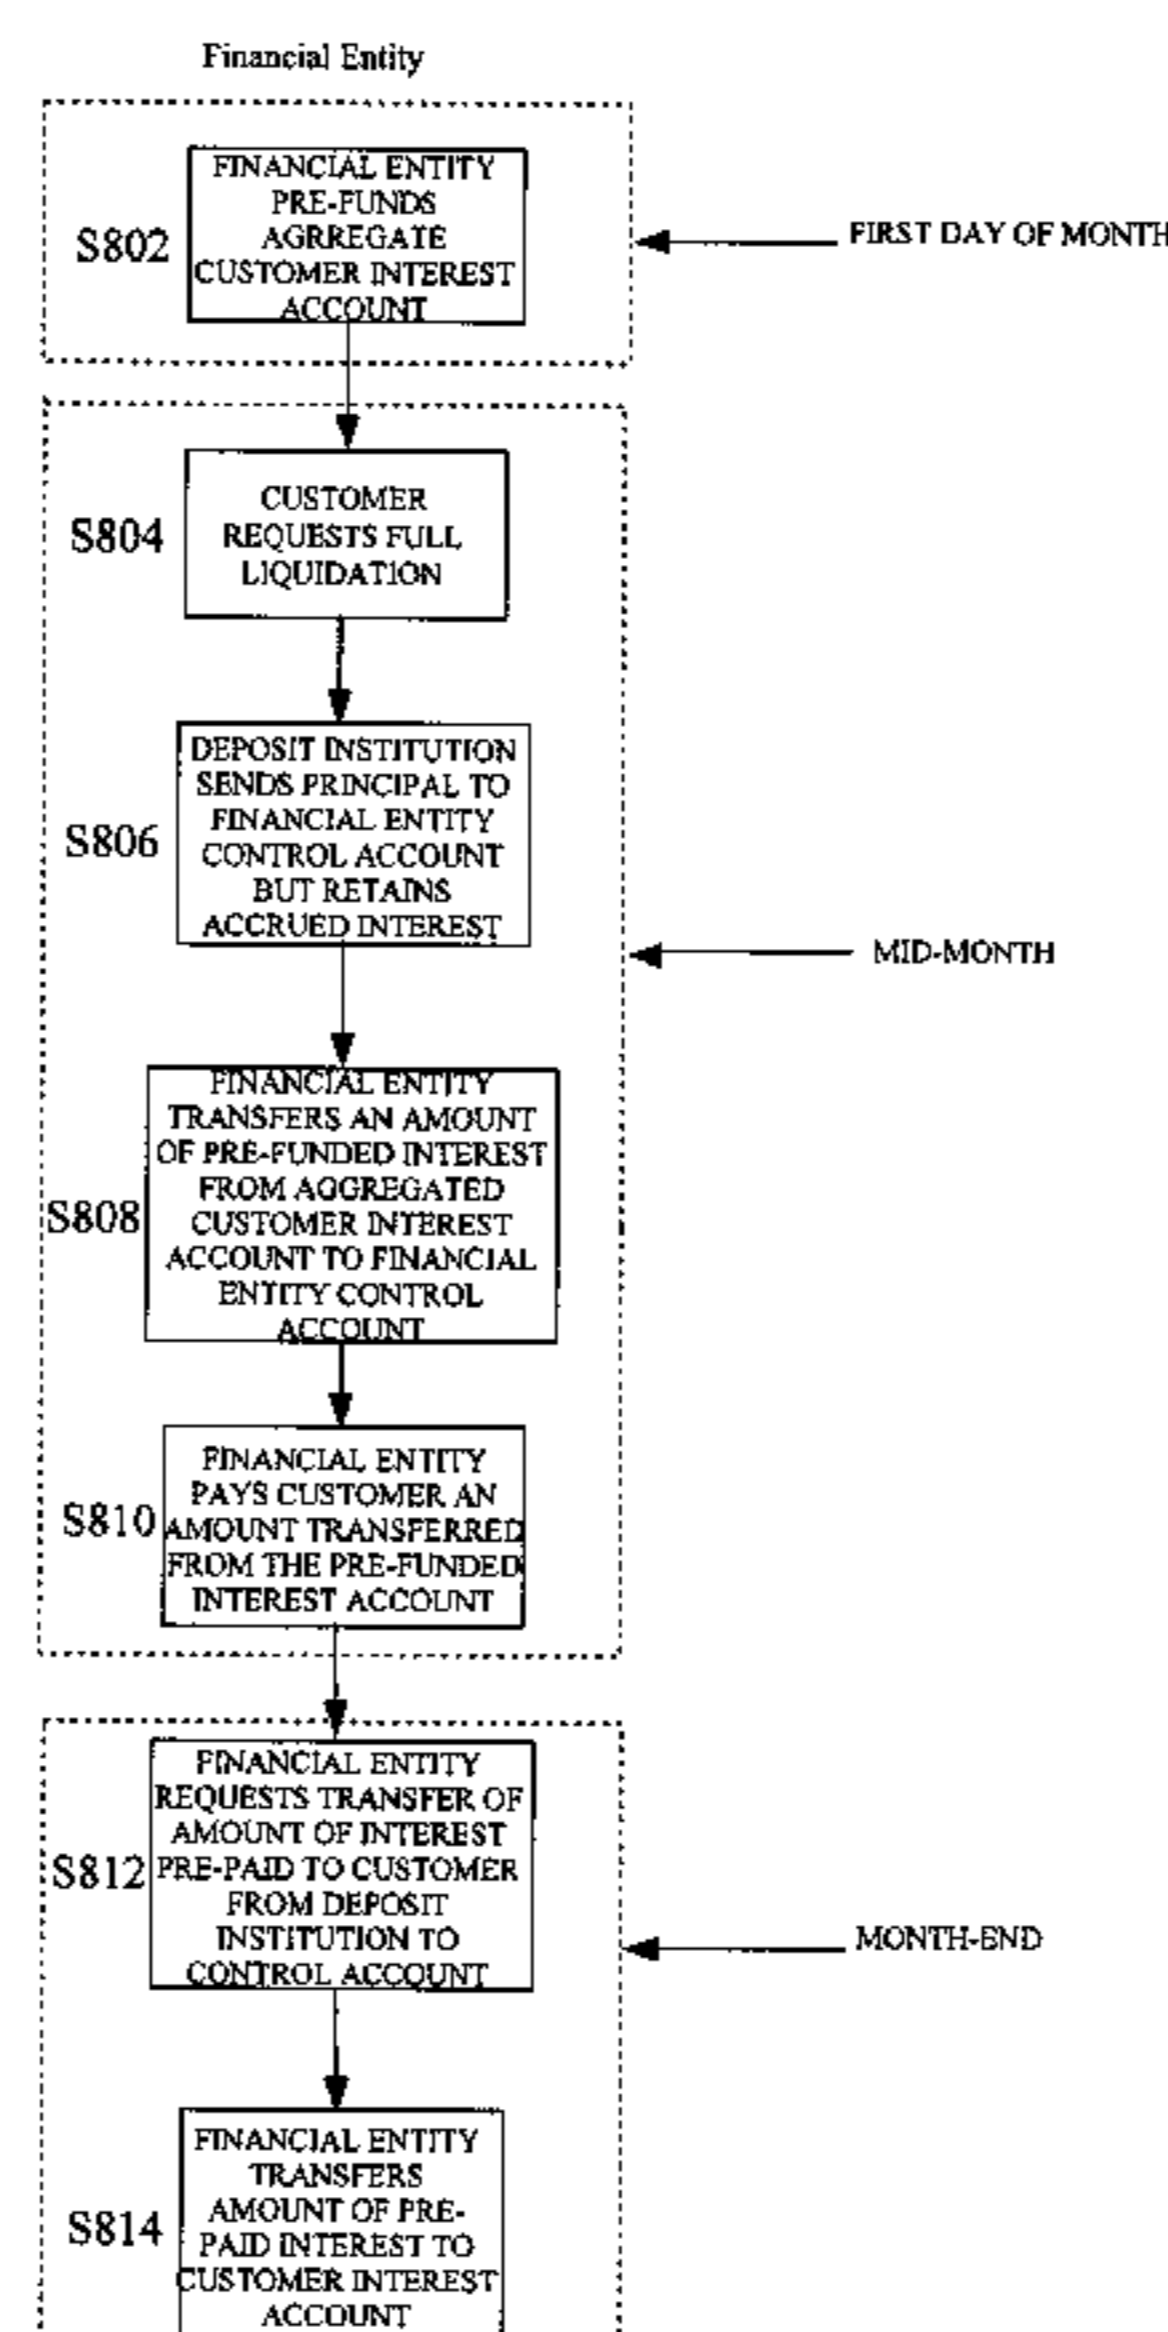 Financial Entity
FINANCIAL ENTITY
PRE-FUNDS
AGRREGATE
CUSTOMER INTEREST
ACCOUNT
S802
FIRST DAY OF MONTH
CUSTOMER
REQUESTS FULL
LIQUIDATION
S804
DEPOSIT INSTITUTION
SENDS PRINCIPAL TO
FINANCIAL ENTITY
CONTROL ACCOUNT
BUT RETAINS
ACCRUED INTEREST
S806
MID-MONTH
FINANCIAL ENTITY
TRANSFERS AN AMOUNT
OF PRE-FUNDED INTEREST
FROM AGGREGATED
CUSTOMER INTEREST
ACCOUNT TO FINANCIAL
ENTITY CONTROL
ACCOUNT
S808
FINANCIAL ENTITY
PAYS CUSTOMER AN
AMOUNT TRANSFERRED
FROM THE PRE-FUNDED
INTEREST ACCOUNT
S810
FINANCIAL ENTITY
REQUESTS TRANSFER OF
AMOUNT OF INTEREST
PRE-PAID TO CUSTOMER
FROM DEPOSIT
INSTITUTION TO
CONTROL ACCOUNT
S812
MONTH-END
FINANCIAL ENTITY
TRANSFERS
AMOUNT OF PRE-
PAID INTEREST TO
CUSTOMER INTEREST
ACCOUNT
S814